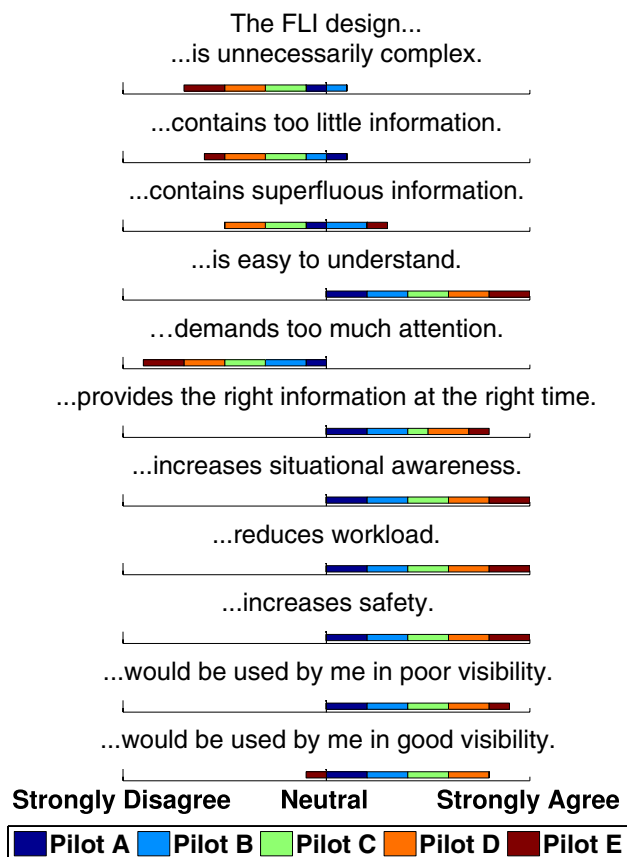 The FLI design...
...is unnecessarily complex.
...contains too little information.
...contains superfluous information.
...is easy to understand.
...demands too much attention.
...provides the right information at the right time.
...increases situational awareness.
...reduces workload.
...increases safety.
...would be used by me in poor visibility.
...would be used by me in good visibility.
Strongly Disagree Neutral Strongly Agree
Pilot A Pilot B Pilot C Pilot D Pilot E